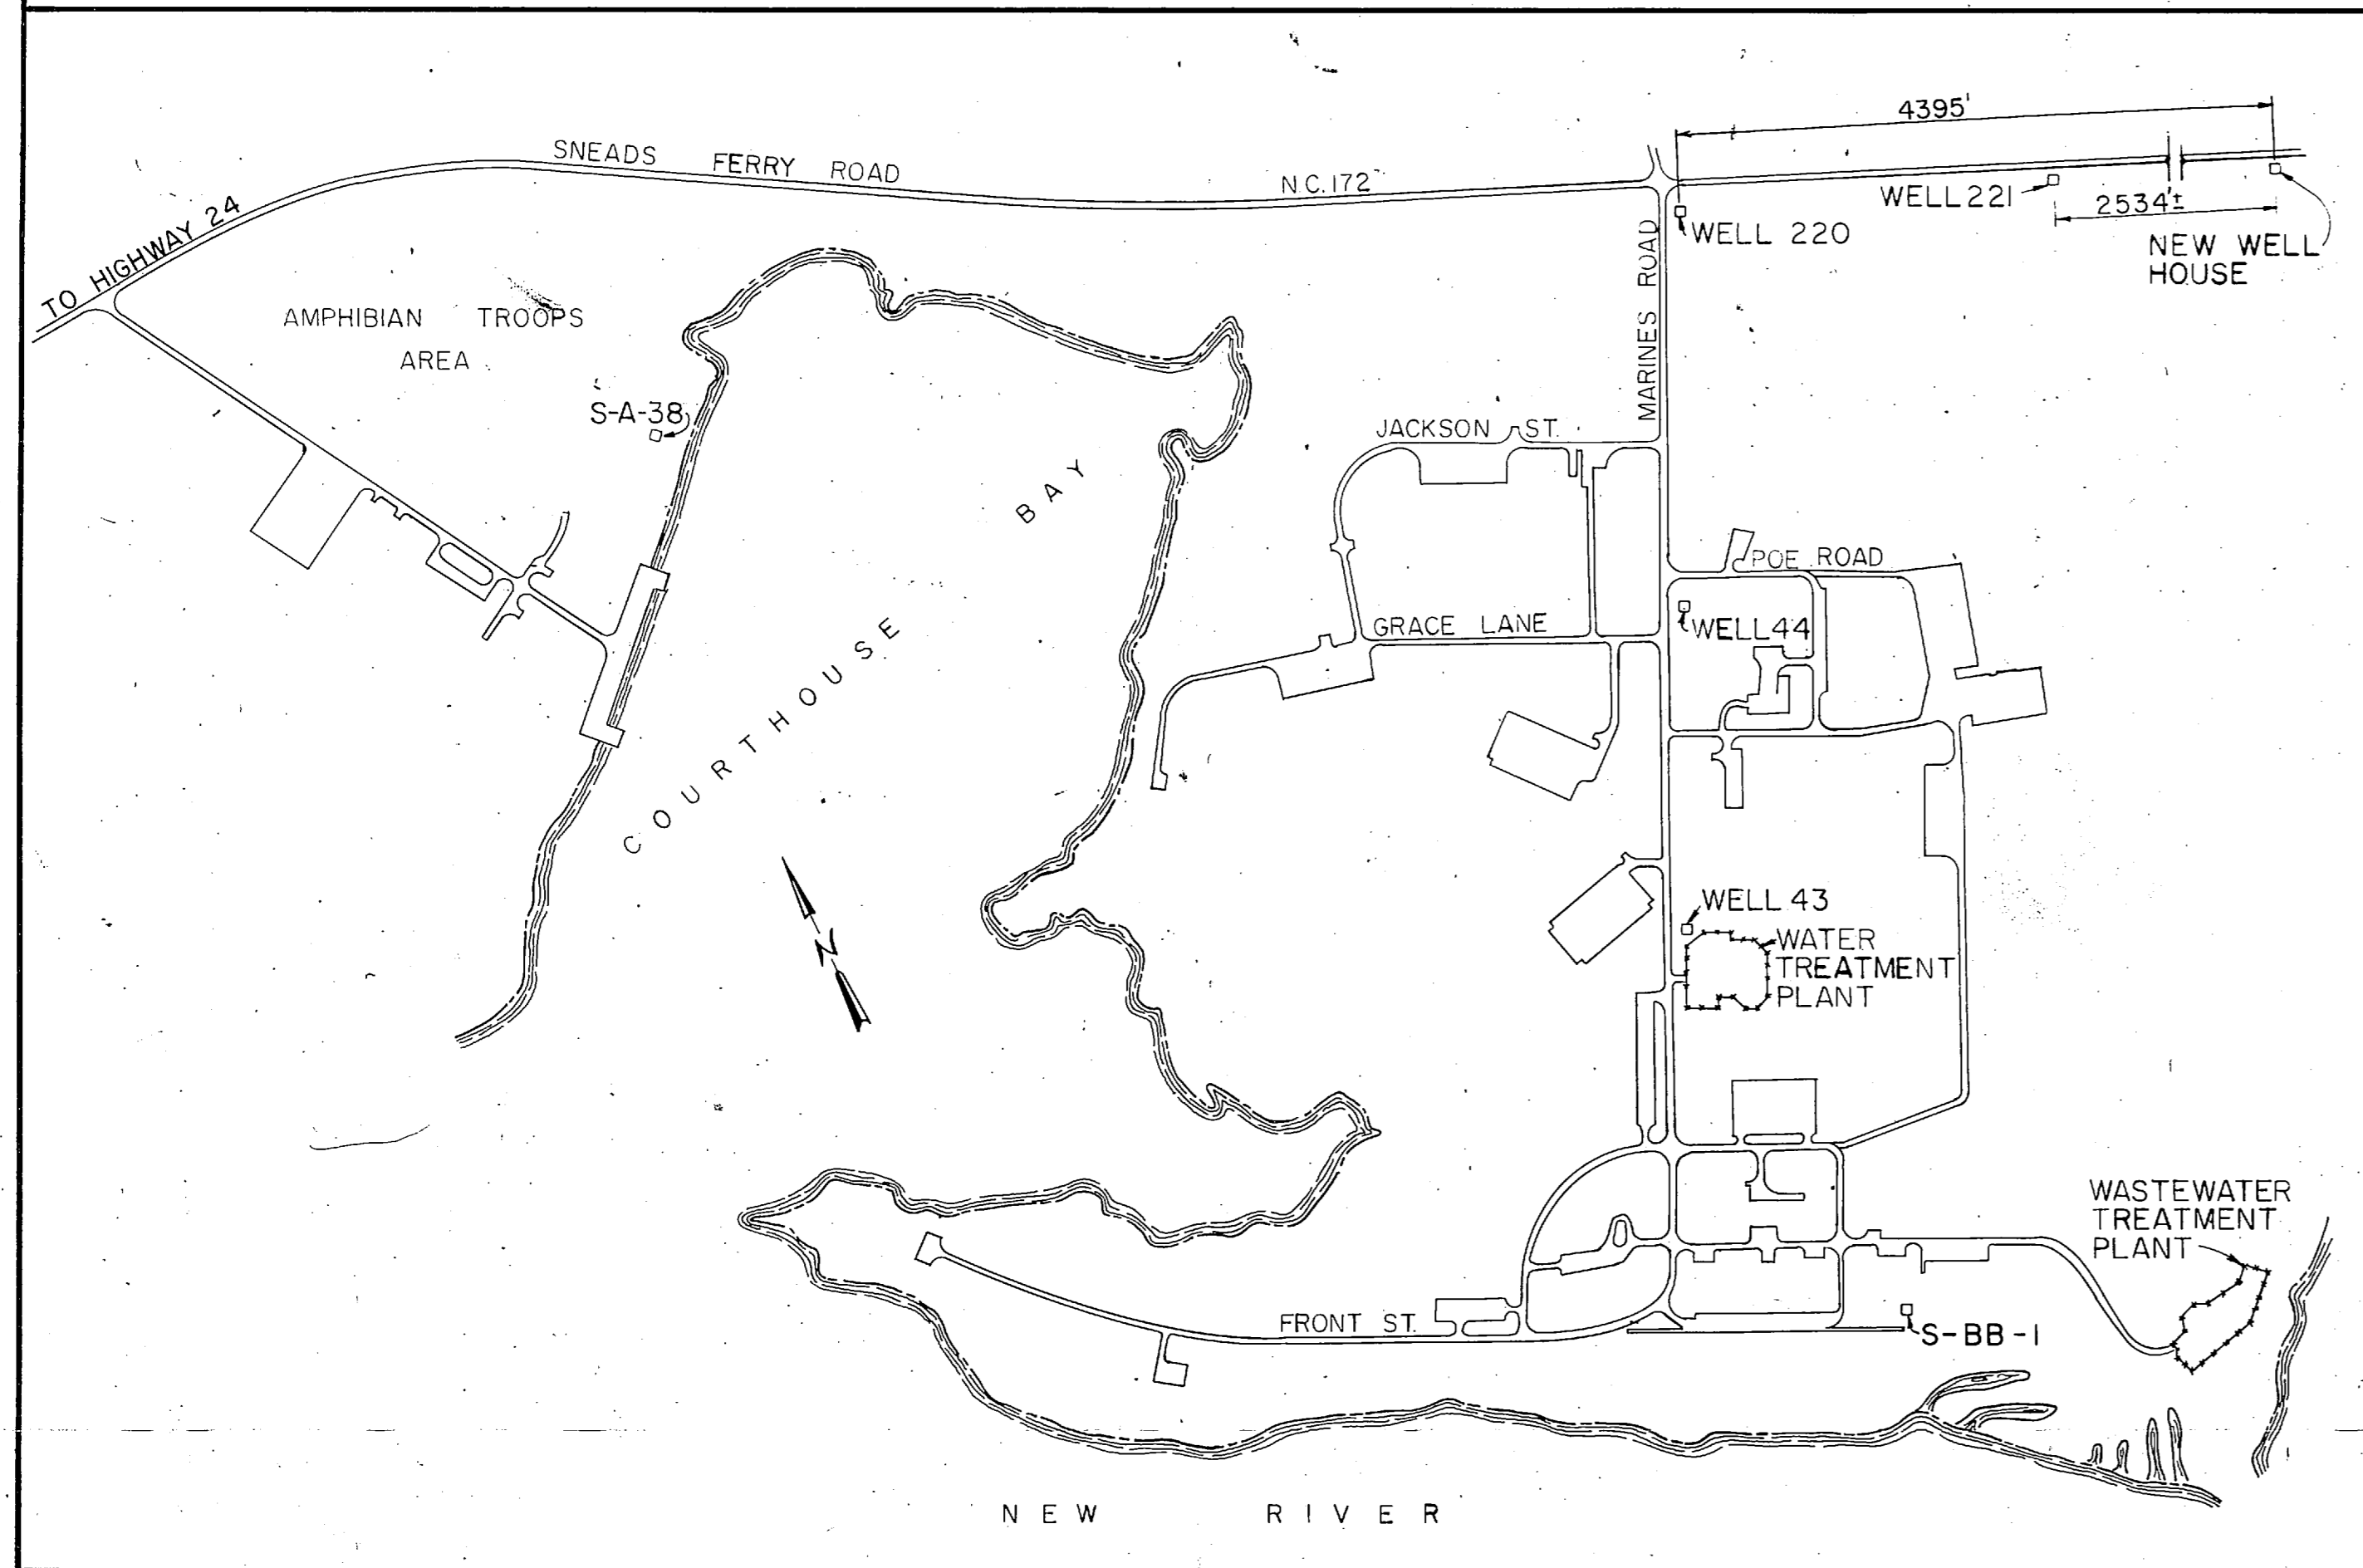 4395'
SNEADS FERRY ROAD
N.C. 172
TO HIGHWAY 24
WELL 221
2534'±
WELL 220
NEW WELL
HOUSE
MARINES ROAD
AMPHIBIAN TROOPS
AREA
S-A-38
JACKSON ST.
BAY
POE ROAD
GRACE LANE
WELL 44
COURTHOUSE
WELL 43
N
WATER
TREATMENT
PLANT
WASTEWATER
TREATMENT
PLANT
FRONT ST.
S-BB-1
NEW RIVER